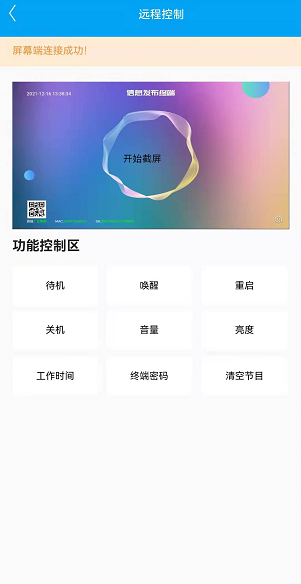 远程控制
屏幕端连接成功!
2021-12-16 13:36:34
信息发布终端
开始截屏
功能控制区
待机
唤醒
重启
关机
音量
亮度
工作时间
终端密码
清空节目